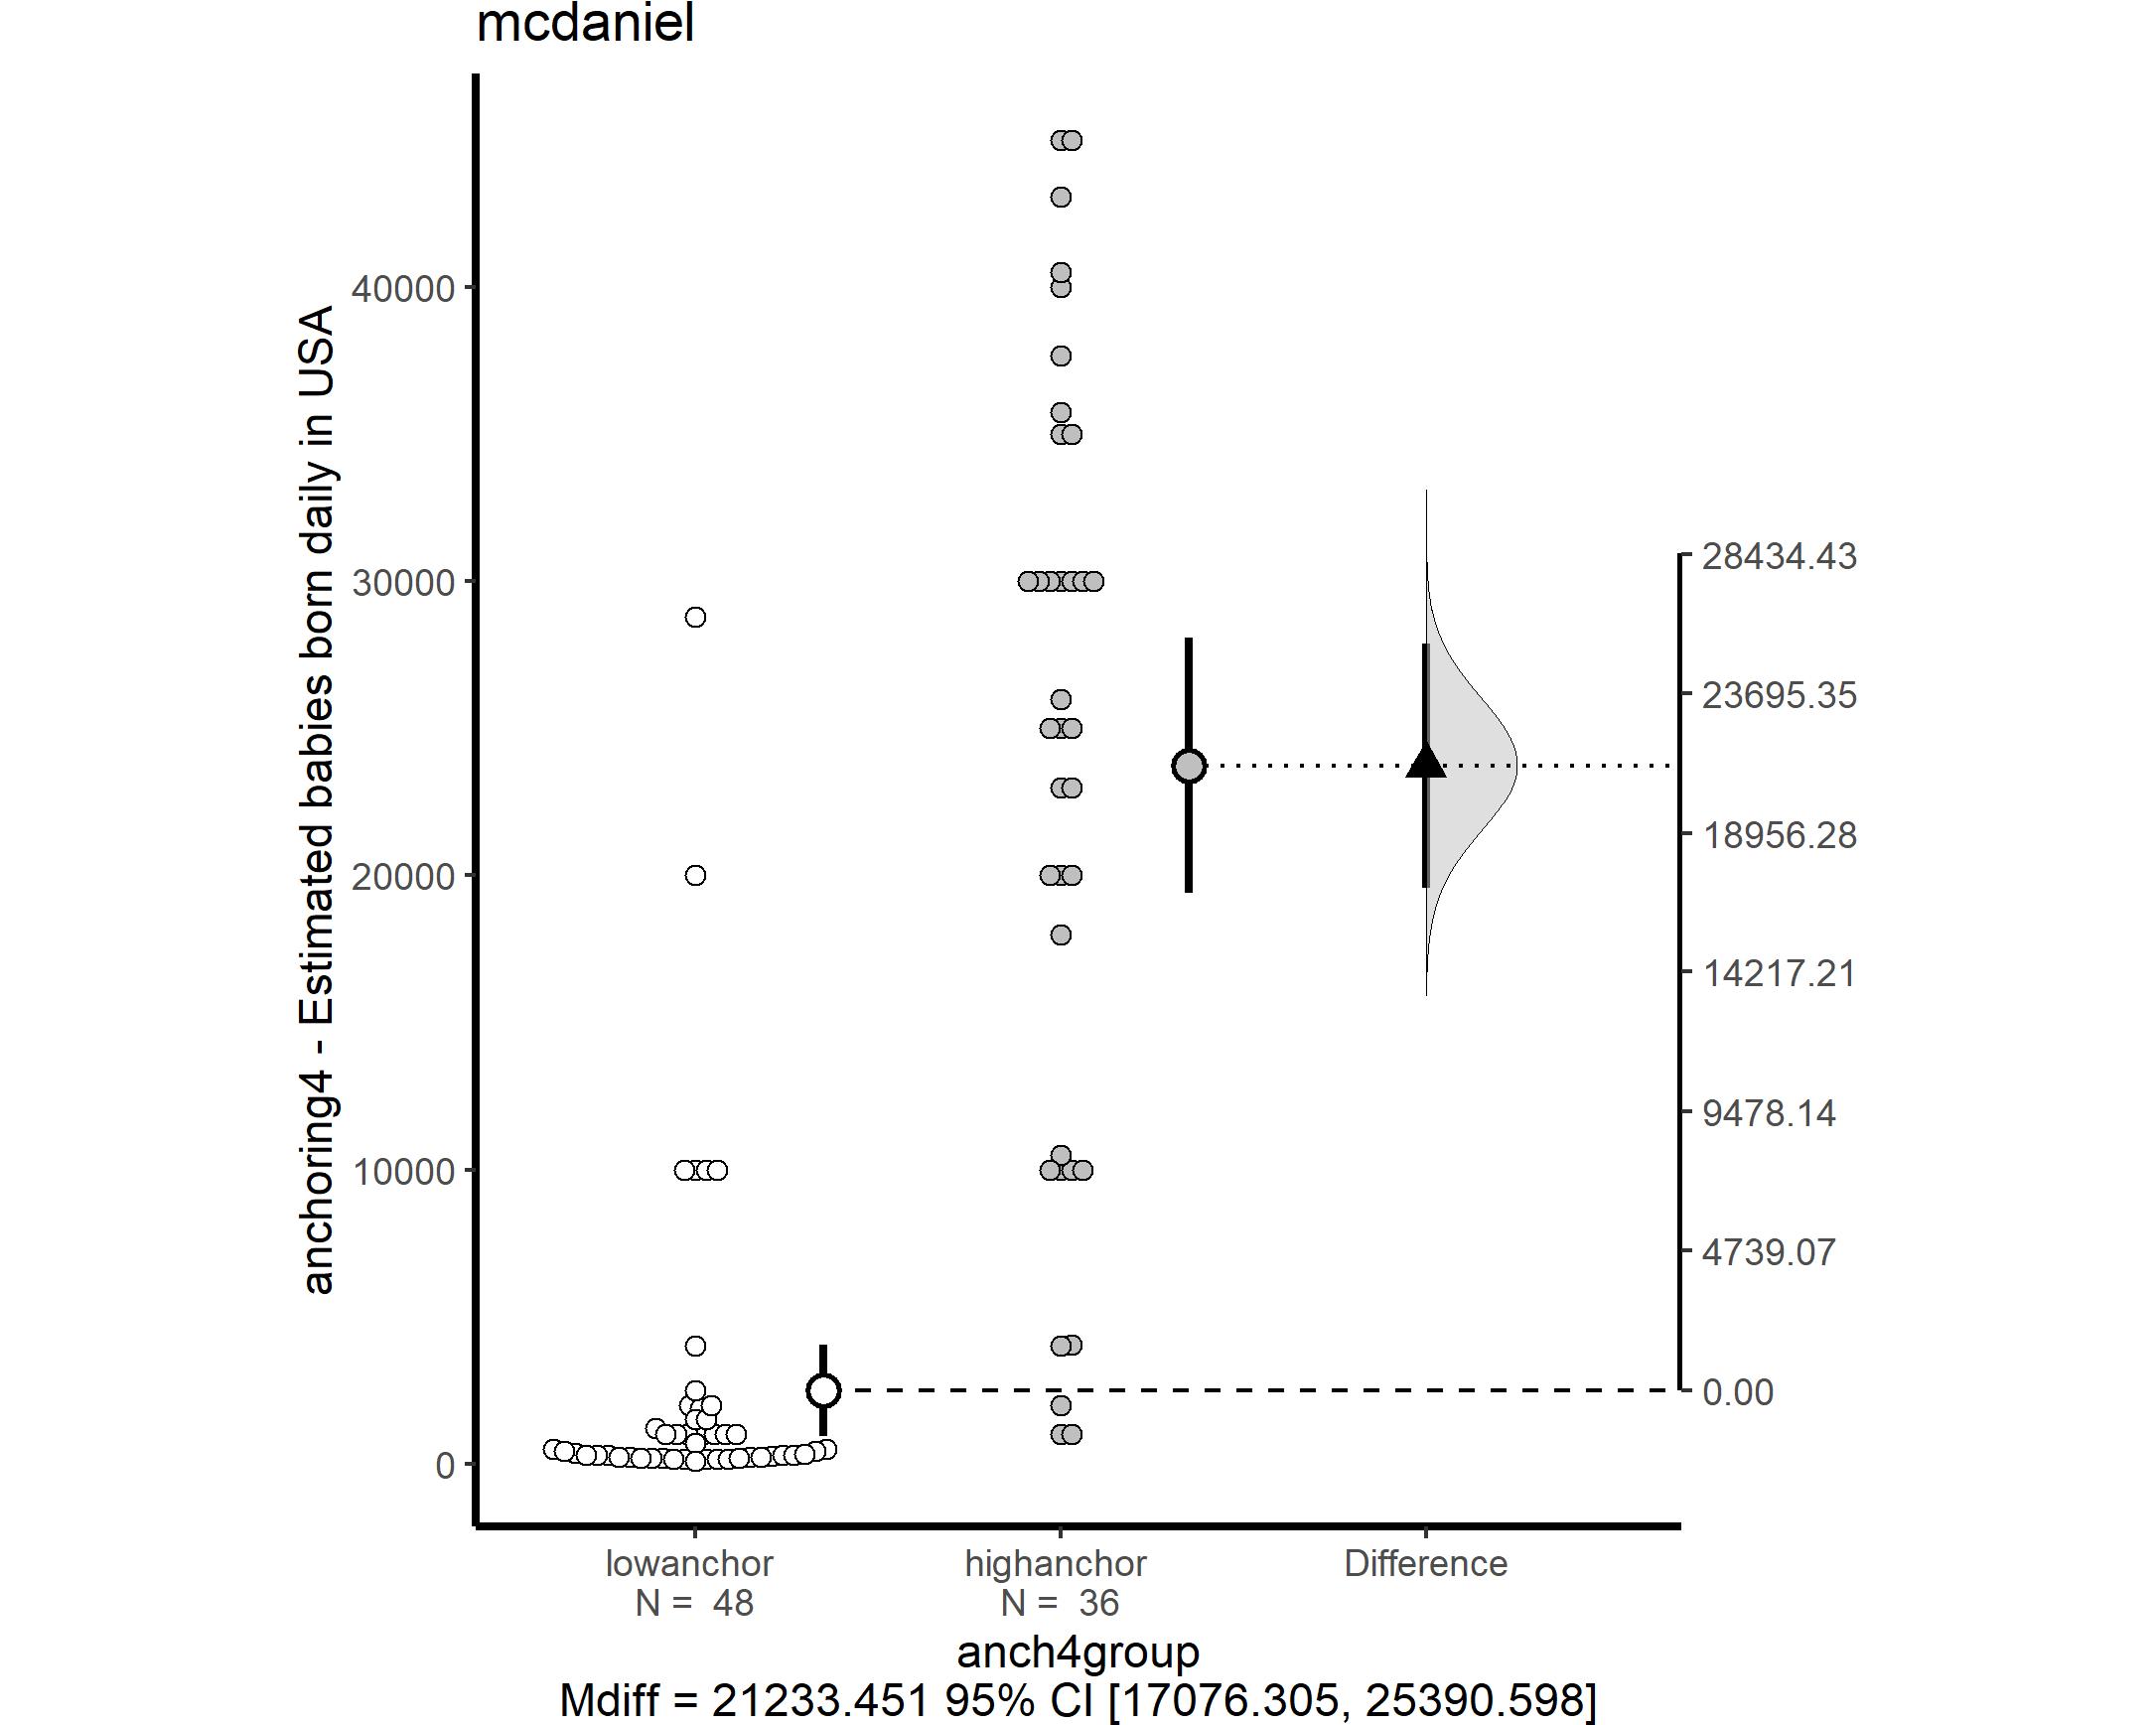 mcdaniel
anchoring4 - Estimated babies born daily in USA
40000
30000
20000
10000
0
28434.43
23695.35
18956.28
14217.21
9478.14
4739.07
0.00
lowanchor
N =  48
highanchor
N =  36
Difference
anch4group
Mdiff = 21233.451 95% CI [17076.305, 25390.598]